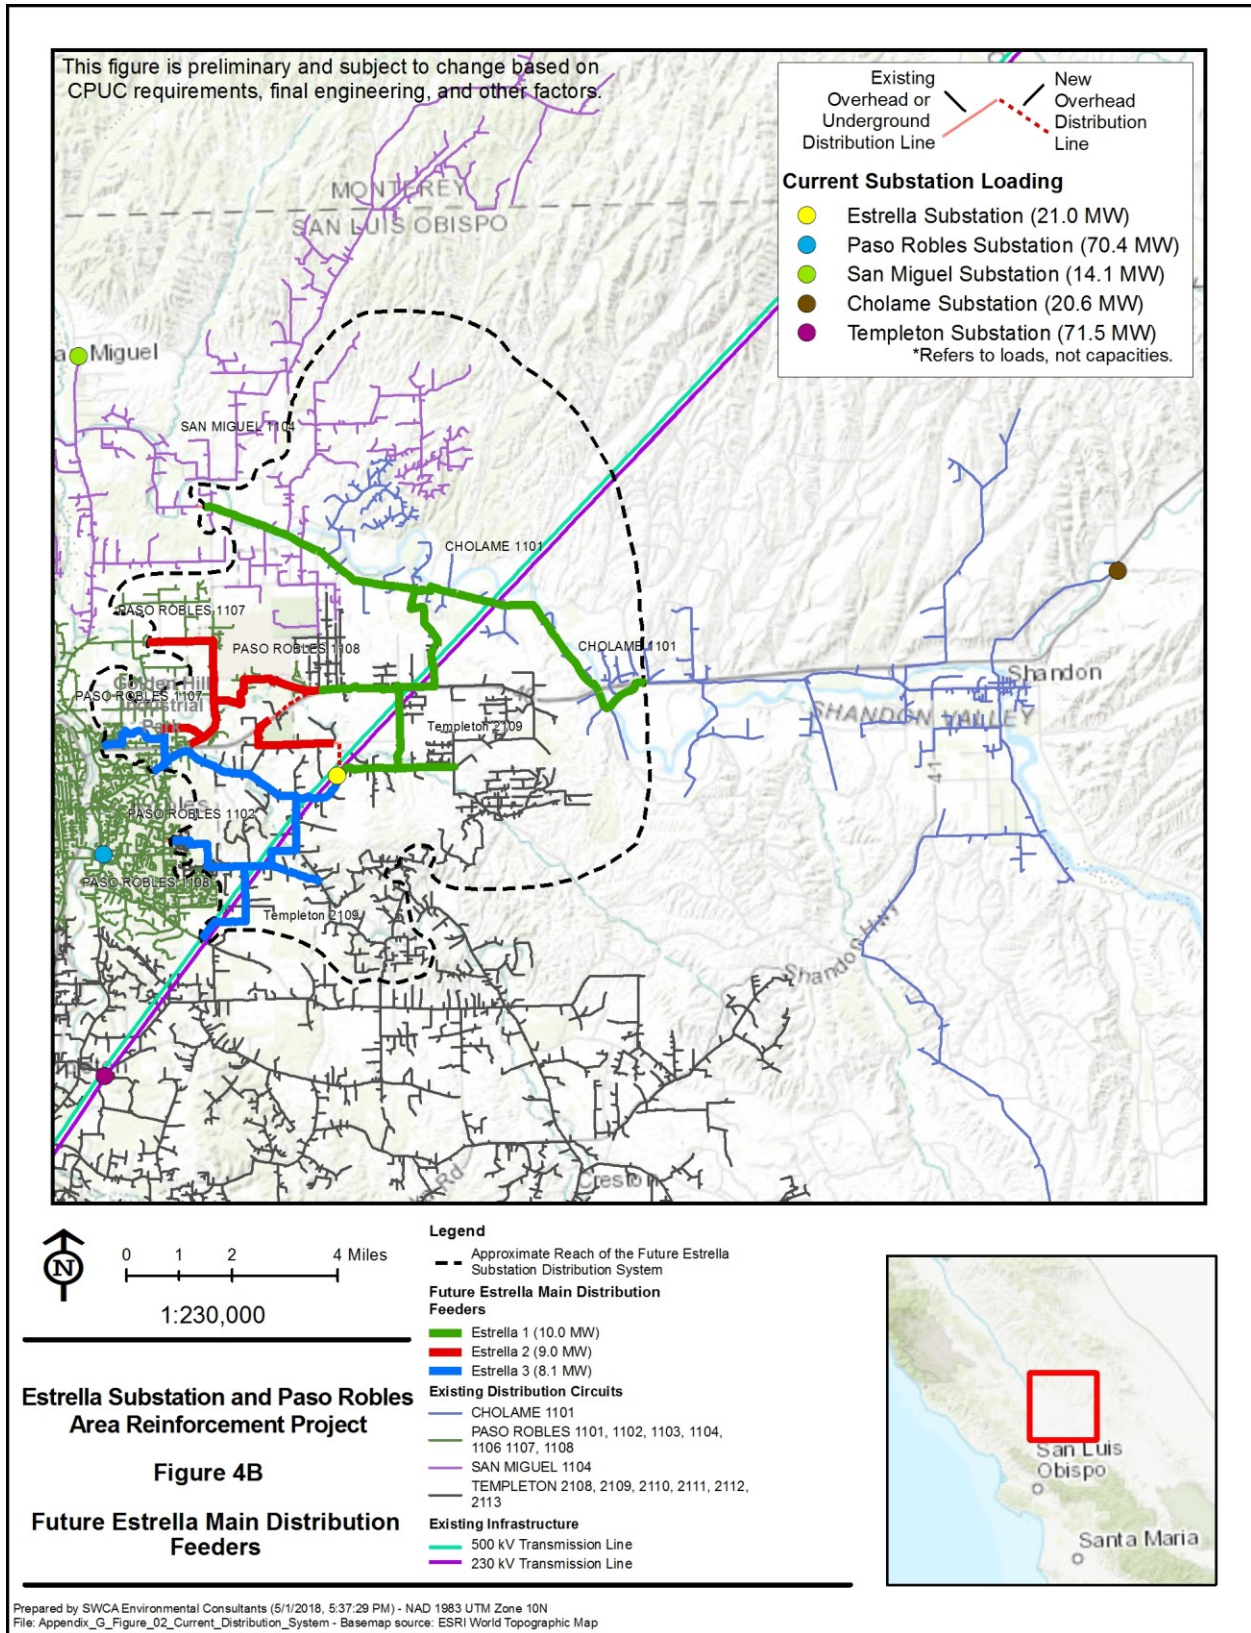 This figure is preliminary and subject to change based on
CPUC requirements, final engineering, and other factors.
Existing
Overhead or
Underground
Distribution Line
New
Overhead
Distribution
Line
Current Substation Loading
Estrella Substation (21.0 MW)
Paso Robles Substation (70.4 MW)
San Miguel Substation (14.1 MW)
Cholame Substation (20.6 MW)
Templeton Substation (71.5 MW)
*Refers to loads, not capacities.
MONTEREY
SAN LUIS OBISPO
Miguel
SAN MIGUEL 1104
CHOLAME 1101
PASO ROBLES 1107
PASO ROBLES 1108
CHOLAME 1101
Shandon
PASO ROBLES 1107
Golden Hill
Industrial
Park
46
Templeton 2109
SHANDON VALLEY
41
Robles
PASO ROBLES 1102
PASO ROBLES 1108
Templeton 2109
Shandon Hwy
Creston
Rd
N
0 1 2 4 Miles
1:230,000
Estrella Substation and Paso Robles
Area Reinforcement Project
Figure 4B
Future Estrella Main Distribution
Feeders
Legend
Approximate Reach of the Future Estrella
Substation Distribution System
Future Estrella Main Distribution
Feeders
Estrella 1 (10.0 MW)
Estrella 2 (9.0 MW)
Estrella 3 (8.1 MW)
Existing Distribution Circuits
CHOLAME 1101
PASO ROBLES 1101, 1102, 1103, 1104,
1106 1107, 1108
SAN MIGUEL 1104
TEMPLETON 2108, 2109, 2110, 2111, 2112,
2113
Existing Infrastructure
500 kV Transmission Line
230 kV Transmission Line
San Luis
Obispo
Santa Maria
Prepared by SWCA Environmental Consultants (5/1/2018, 5:37:29 PM) - NAD 1983 UTM Zone 10N
File: Appendix_G_Figure_02_Current_Distribution_System - Basemap source: ESRI World Topographic Map